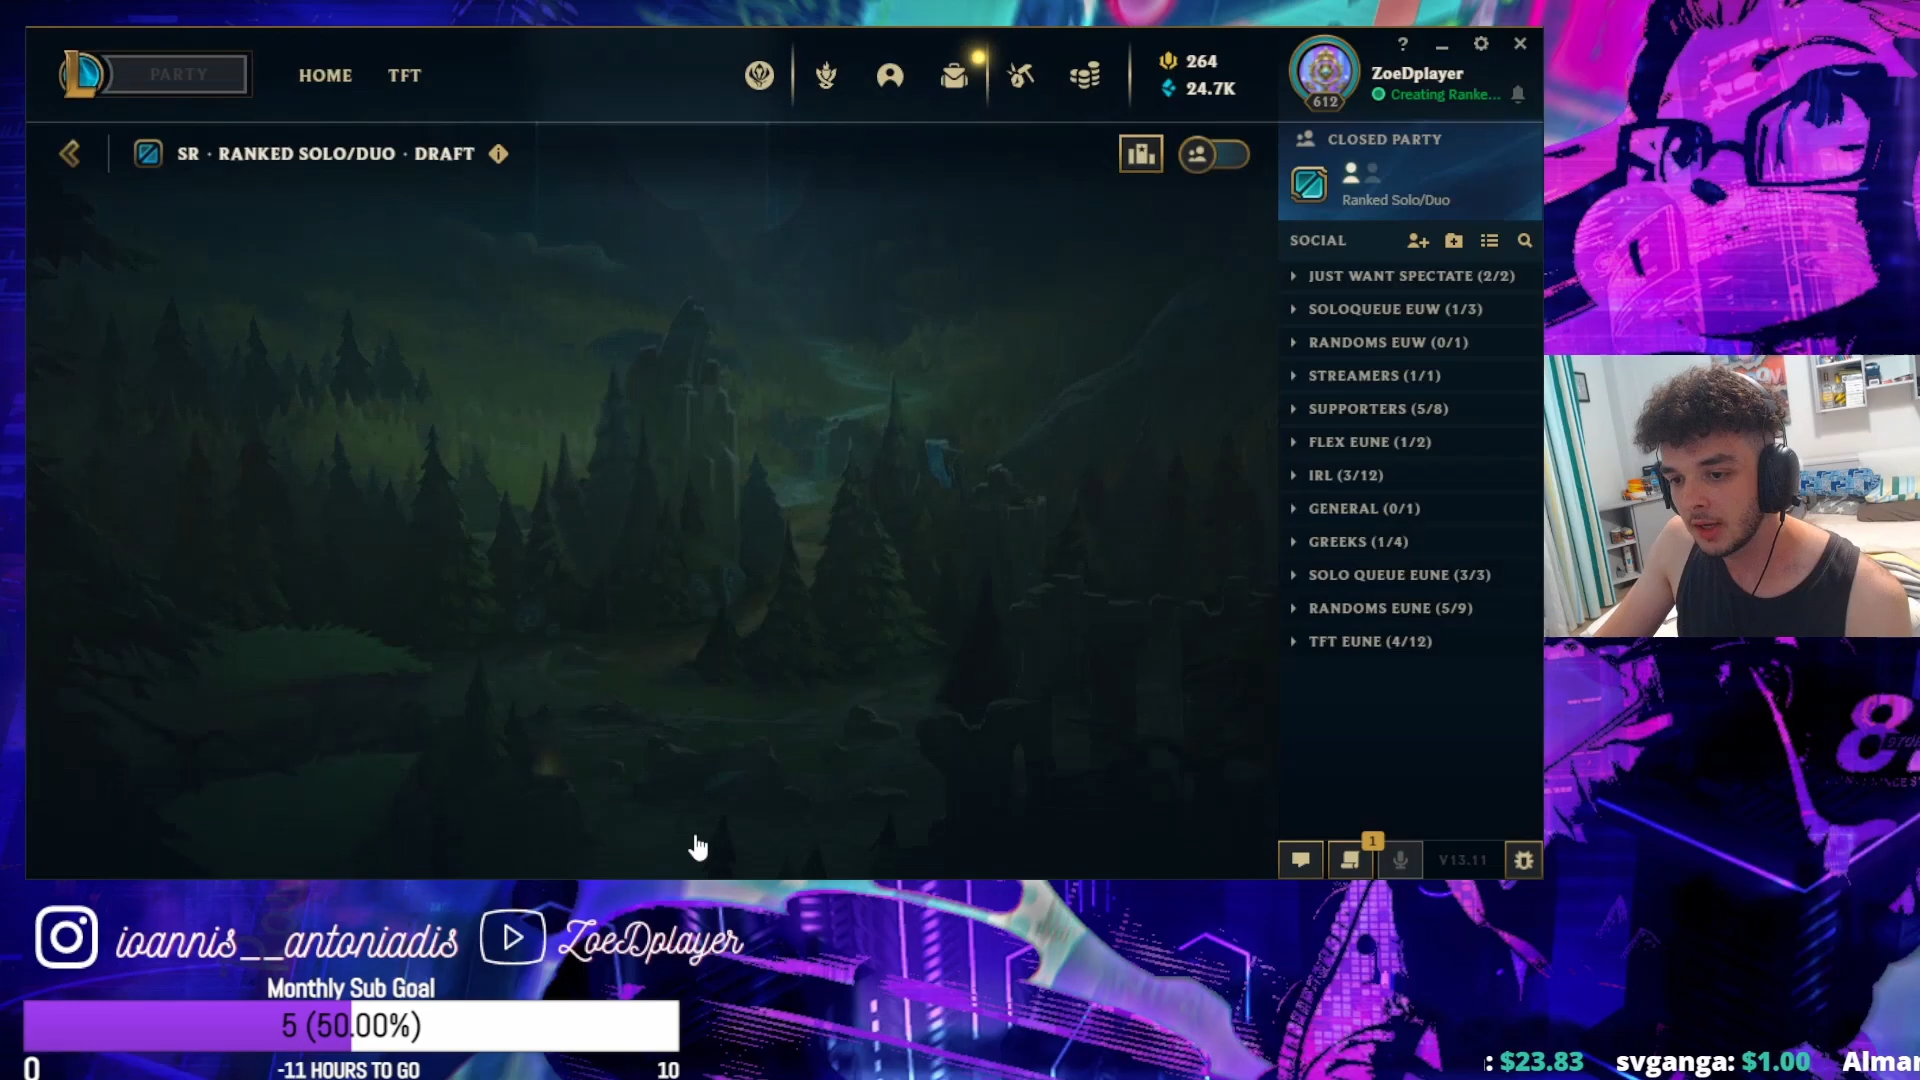 PARTY
HOME
TFT
264
24.7K
612
ZoeDplayer
Creating Ranke...
SR · RANKED SOLO/DUO · DRAFT
CLOSED PARTY
Ranked Solo/Duo
SOCIAL
JUST WANT SPECTATE (2/2)
SOLOQUEUE EUW (1/3)
RANDOMS EUW (0/1)
STREAMERS (1/1)
SUPPORTERS (5/8)
FLEX EUNE (1/2)
IRL (3/12)
GENERAL (0/1)
GREEKS (1/4)
SOLO QUEUE EUNE (3/3)
RANDOMS EUNE (5/9)
TFT EUNE (4/12)
1
V13.11
ioannis__antoniadis
ZoeDplayer
Monthly Sub Goal
5 (50.00%)
0
-11 HOURS TO GO
10
: $23.83 svganga: $1.00